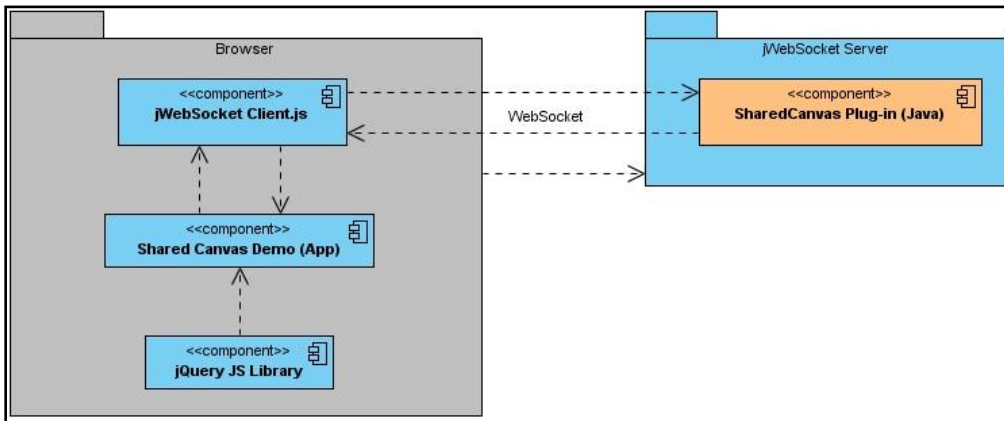 Browser
jWebSocket Server
<<component>>
jWebSocket Client.js
<<component>>
SharedCanvas Plug-in (Java)
WebSocket
<<component>>
Shared Canvas Demo (App)
<<component>>
jQuery JS Library